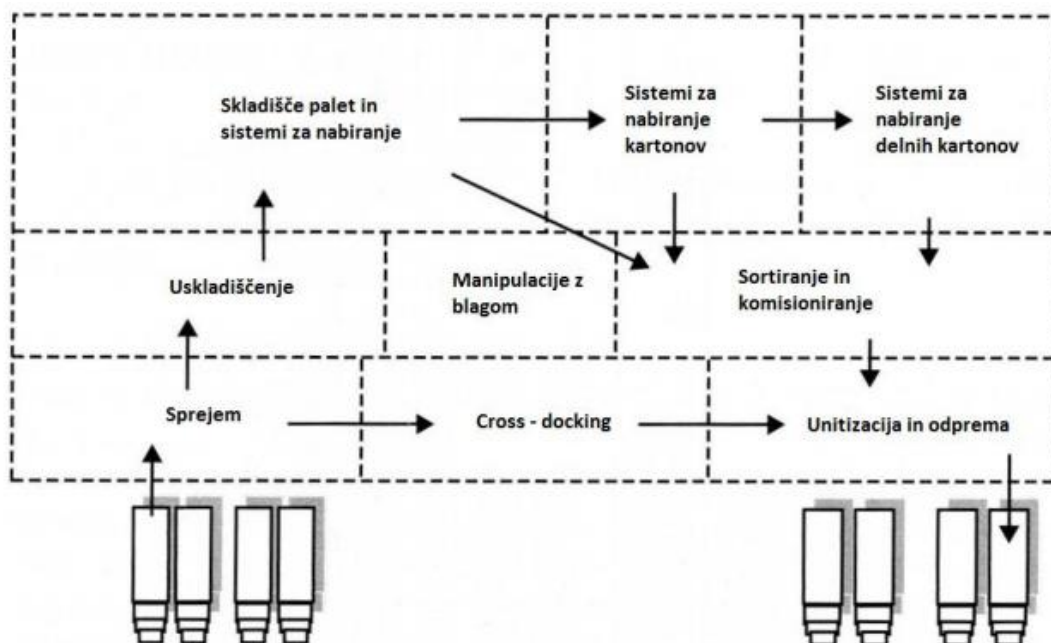 Skladišče palet in
sistemi za nabiranje
Sistemi za
nabiranje
kartonov
Sistemi za
nabiranje
delnih kartonov
Uskladiščenje
Manipulacije z
blagom
Sortiranje in
komisioniranje
Sprejem
Cross - docking
Unitizacija in odprema